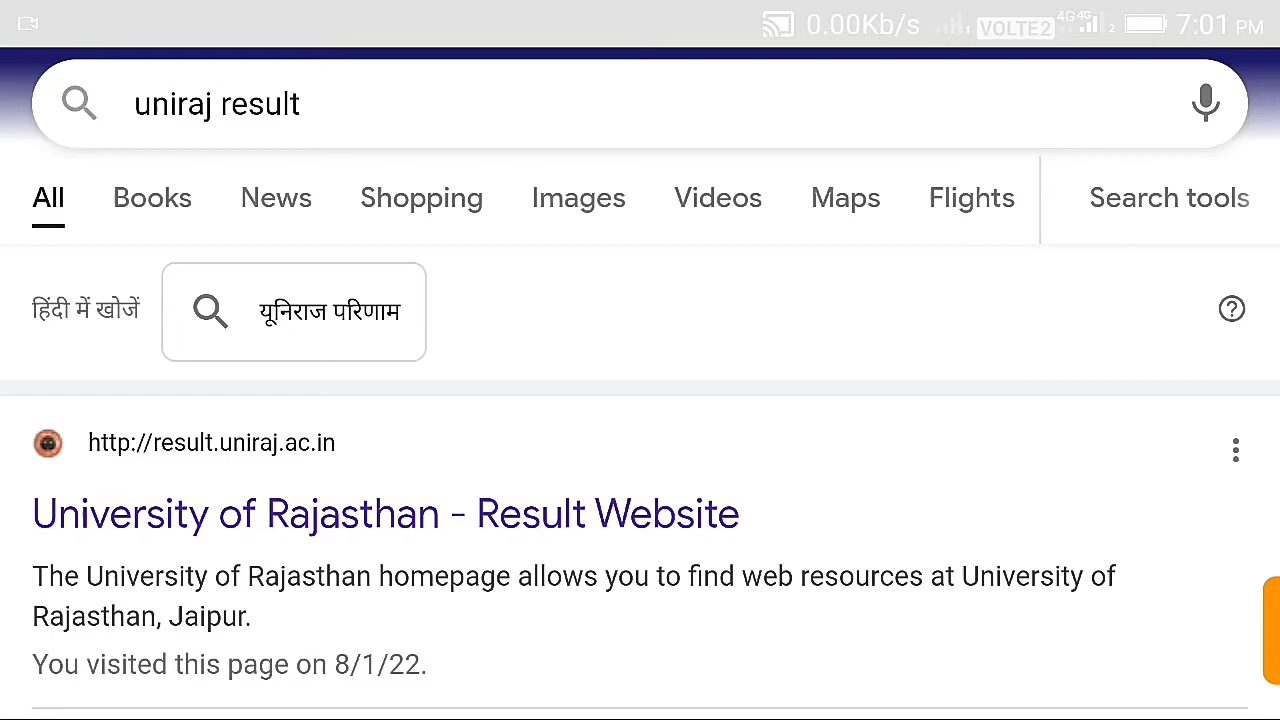 0.00Kb/s VOLTE2 4G4G 2 7:01 PM
uniraj result
All Books News Shopping Images Videos Maps Flights Search tools
हिंदी में खोजें यूनिराज परिणाम
http://result.uniraj.ac.in
University of Rajasthan - Result Website
The University of Rajasthan homepage allows you to find web resources at University of
Rajasthan, Jaipur.
You visited this page on 8/1/22.